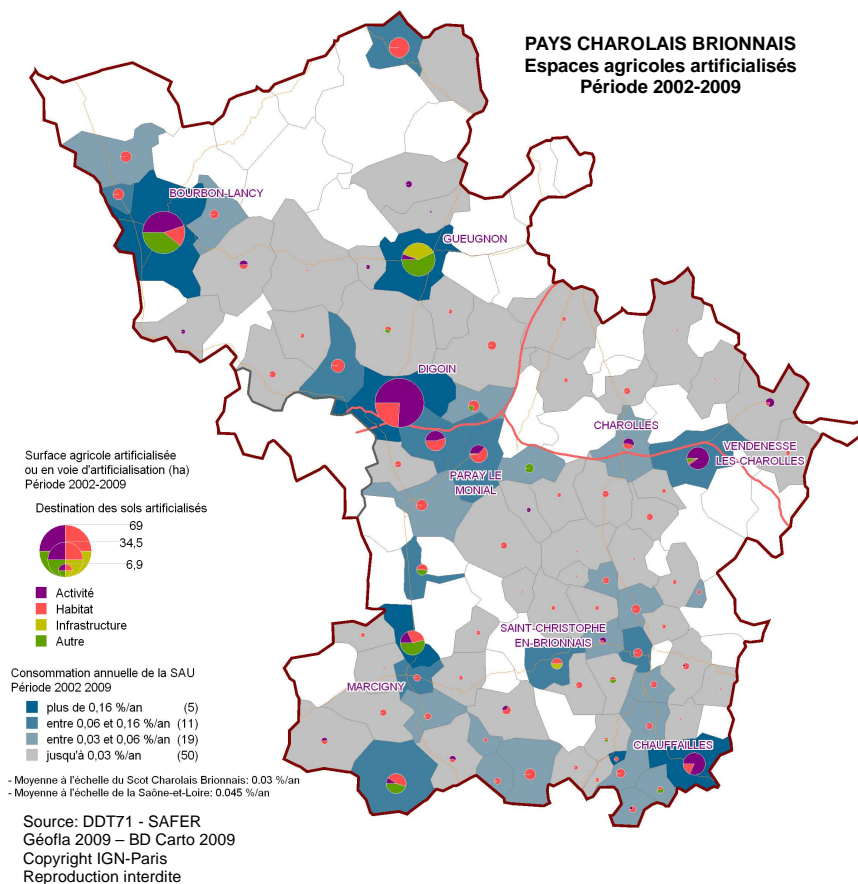 PAYS CHAROLAIS BRIONNAIS
Espaces agricoles artificialisés
Période 2002-2009
BOURBON-LANCY
GUEUGNON
DIGOIN
CHAROLLES
VENDENESSE
LES-CHAROLLES
PARAY LE
MONIAL
SAINT-CHRISTOPHE
EN-BRIONNAIS
MARCIGNY
CHAUFFAILLES
Surface agricole artificialisée
ou en voie d'artificialisation (ha)
Période 2002-2009
Destination des sols artificialisés
69
34,5
6,9
Activité
Habitat
Infrastructure
Autre
Consommation annuelle de la SAU
Période 2002 2009
plus de 0,16 %/an (5)
entre 0,06 et 0,16 %/an (11)
entre 0,03 et 0,06 %/an (19)
jusqu'à 0,03 %/an (50)
- Moyenne à l'échelle du Scot Charolais Brionnais: 0.03 %/an
- Moyenne à l'échelle de la Saône-et-Loire: 0.045 %/an
Source: DDT71 - SAFER
Géofla 2009 – BD Carto 2009
Copyright IGN-Paris
Reproduction interdite